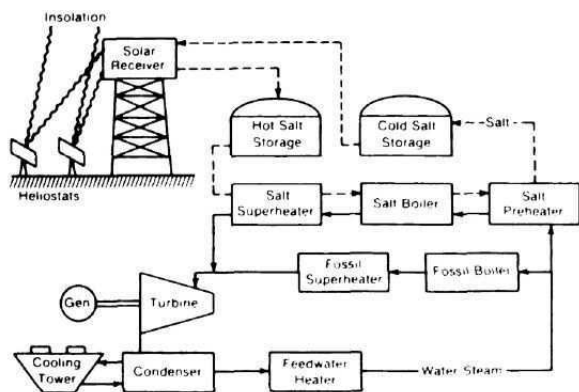 Insolation
Solar
Receiver
Hot Salt
Storage
Cold Salt
Storage
Salt
Heliostats
Salt
Superheater
Salt Boiler
Salt
Preheater
Fossil
Superheater
Fossil Boiler
Gen
Turbine
Cooling
Tower
Condenser
Feedwater
Heater
Water Steam